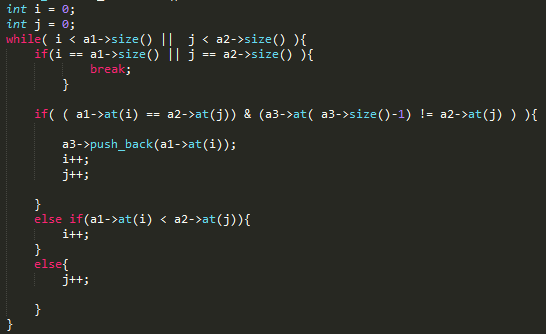 int i = 0;
int j = 0;
while( i < a1->size() ||  j < a2->size() ){
    if(i == a1->size() || j == a2->size() ){
            break;
        }

    if( ( a1->at(i) == a2->at(j)) & (a3->at( a3->size()-1) != a2->at(j) ) ){

        a3->push_back(a1->at(i));
        i++;
        j++;

    }
    else if(a1->at(i) < a2->at(j)){
        i++;
    }
    else{
        j++;

    }
}